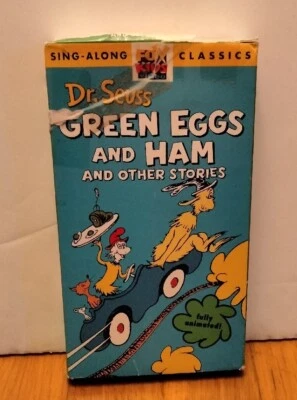 SING-ALONG FOX KIDS CLASSICS
Dr. Seuss
GREEN EGGS
AND HAM
AND OTHER STORIES
fully
animated!